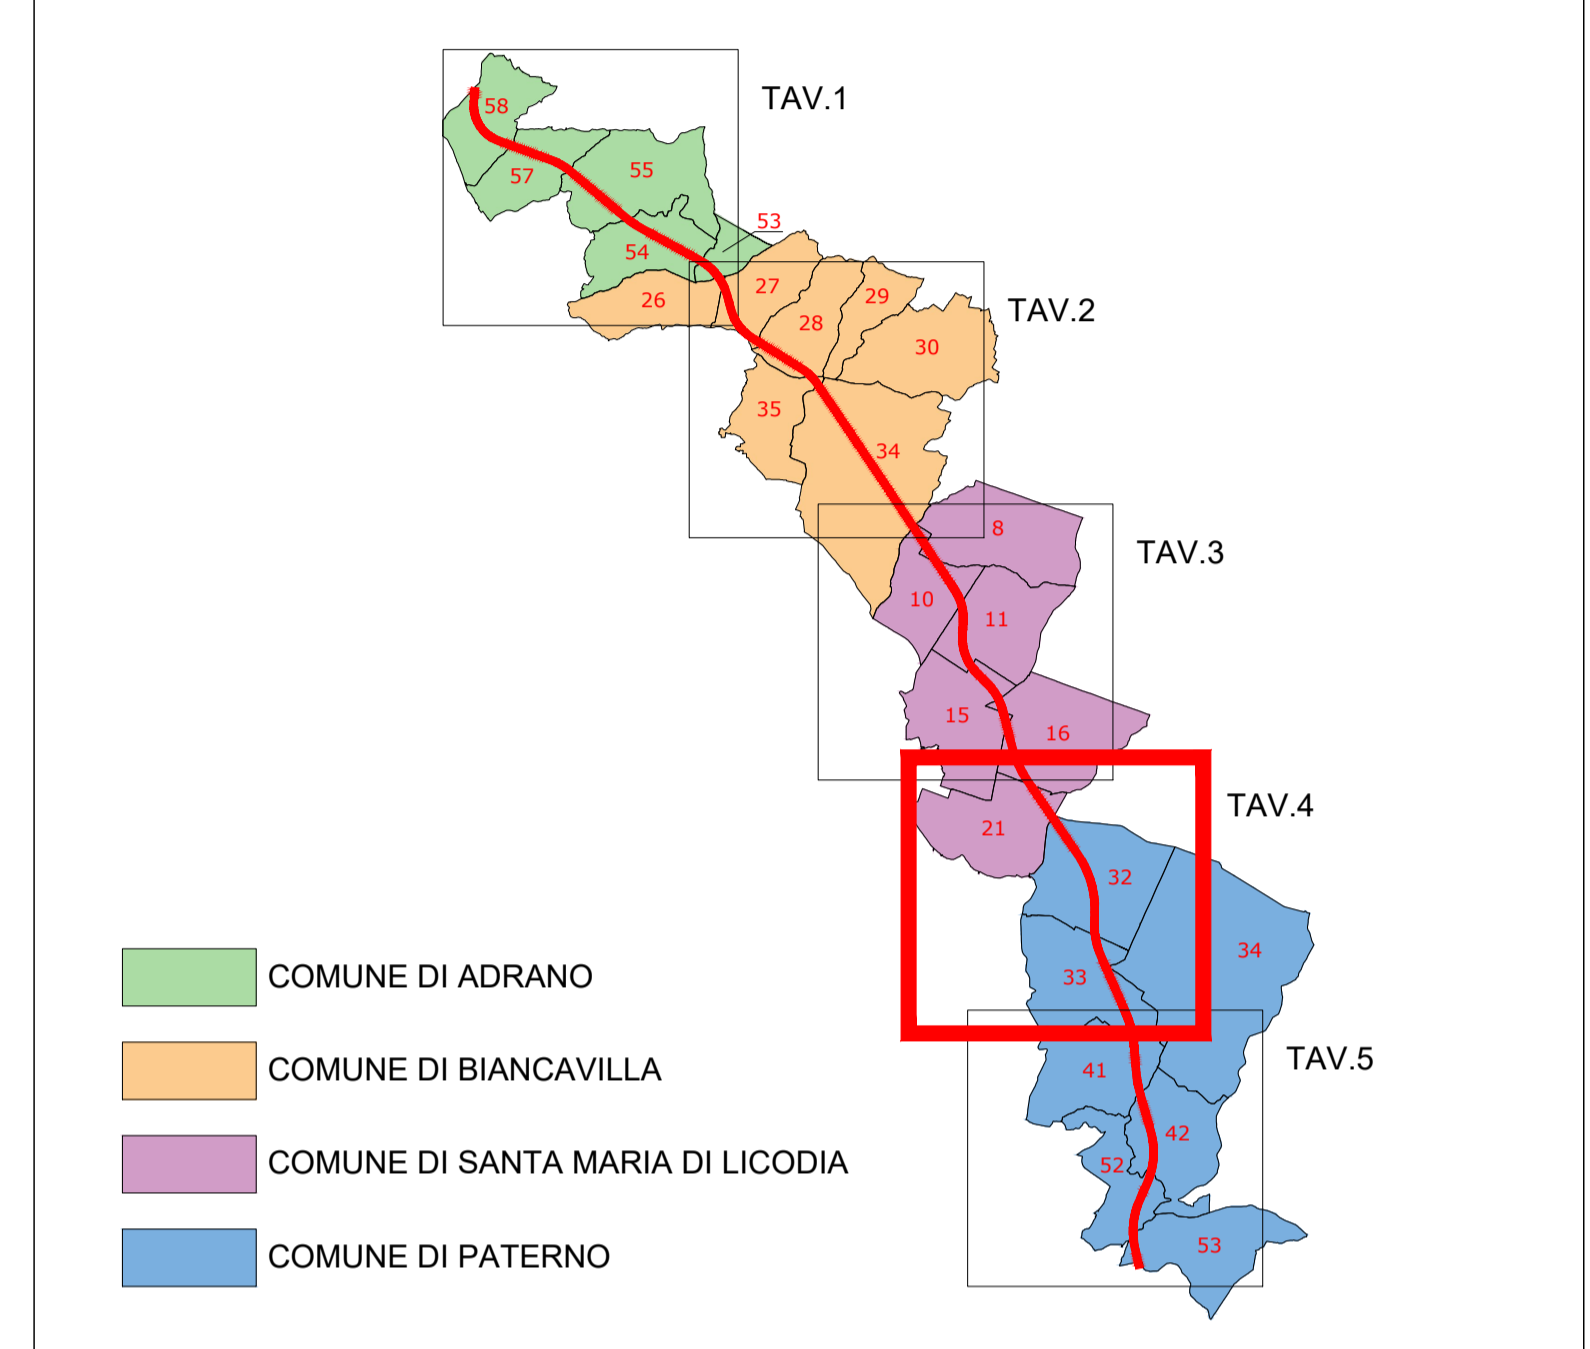 TAV.1
58
55
57
53
54
27
26
29
28
TAV.2
30
35
34
8
TAV.3
10
11
15
16
TAV.4
21
32
34
33
TAV.5
41
42
52
53
COMUNE DI ADRANO
COMUNE DI BIANCAVILLA
COMUNE DI SANTA MARIA DI LICODIA
COMUNE DI PATERNO